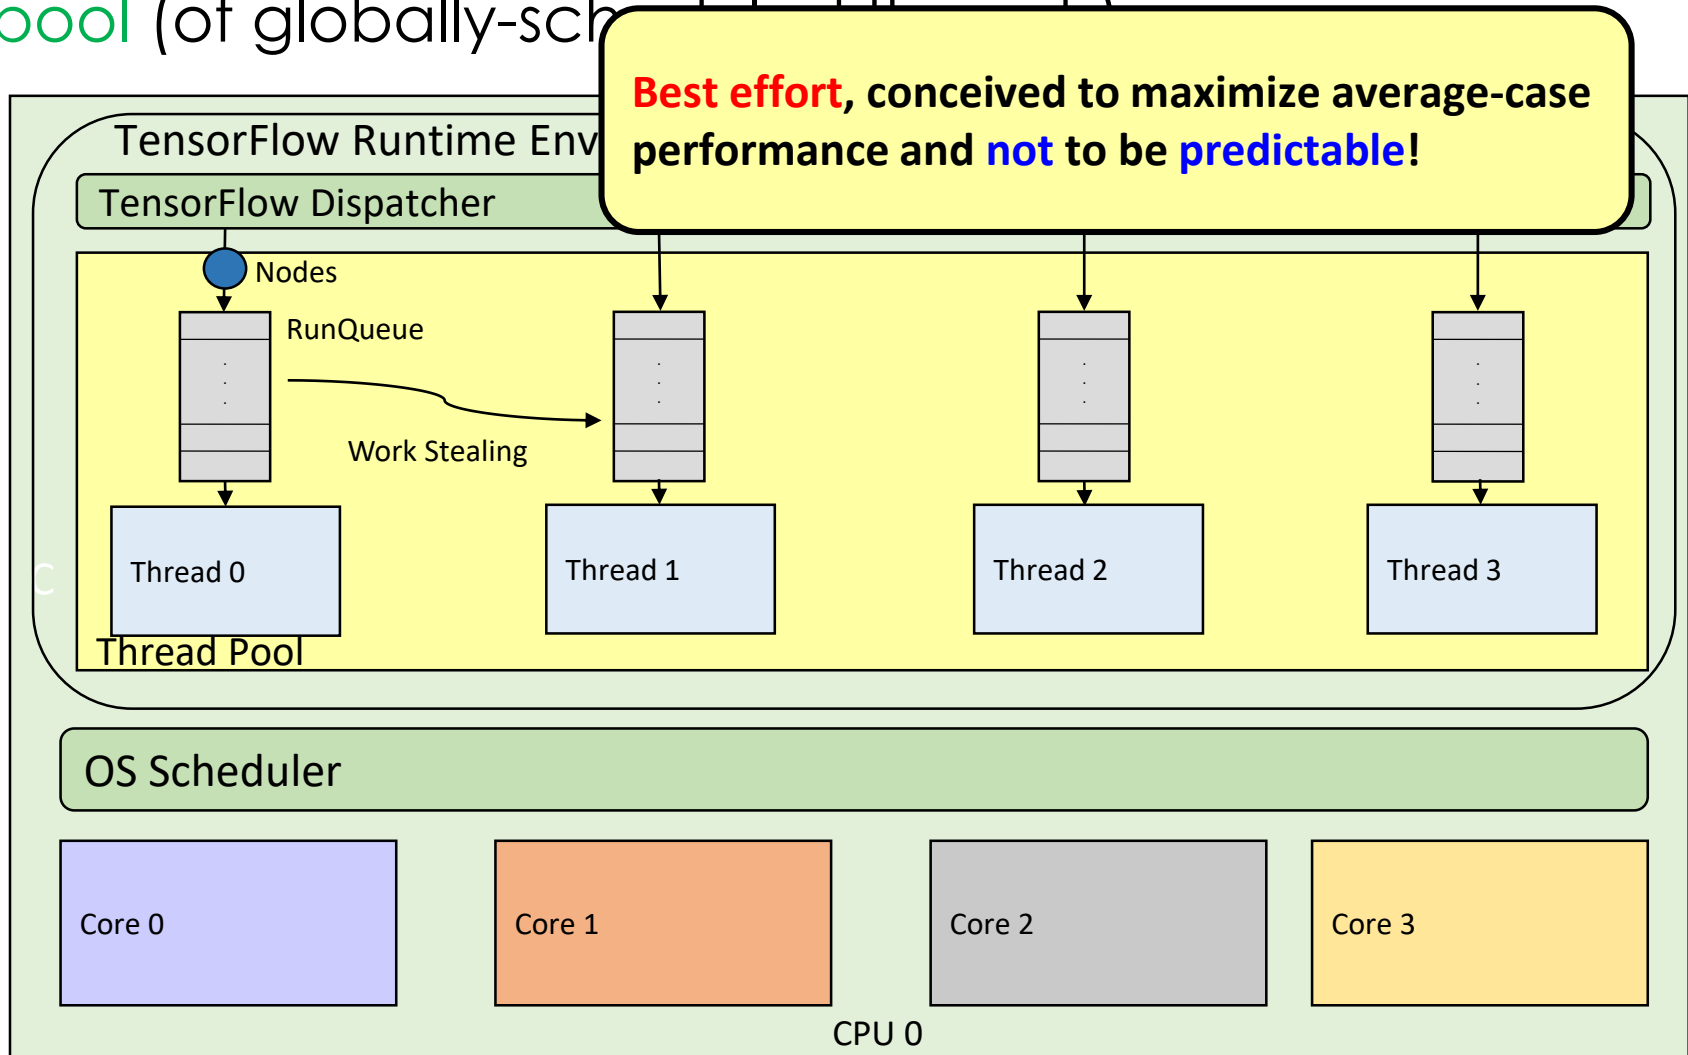 pool (of globally-sch
Best effort, conceived to maximize average-case
performance and not to be predictable!
TensorFlow Runtime Env
TensorFlow Dispatcher
Nodes
RunQueue
Work Stealing
Thread 0
Thread 1
Thread 2
Thread 3
Thread Pool
C
OS Scheduler
Core 0
Core 1
Core 2
Core 3
CPU 0